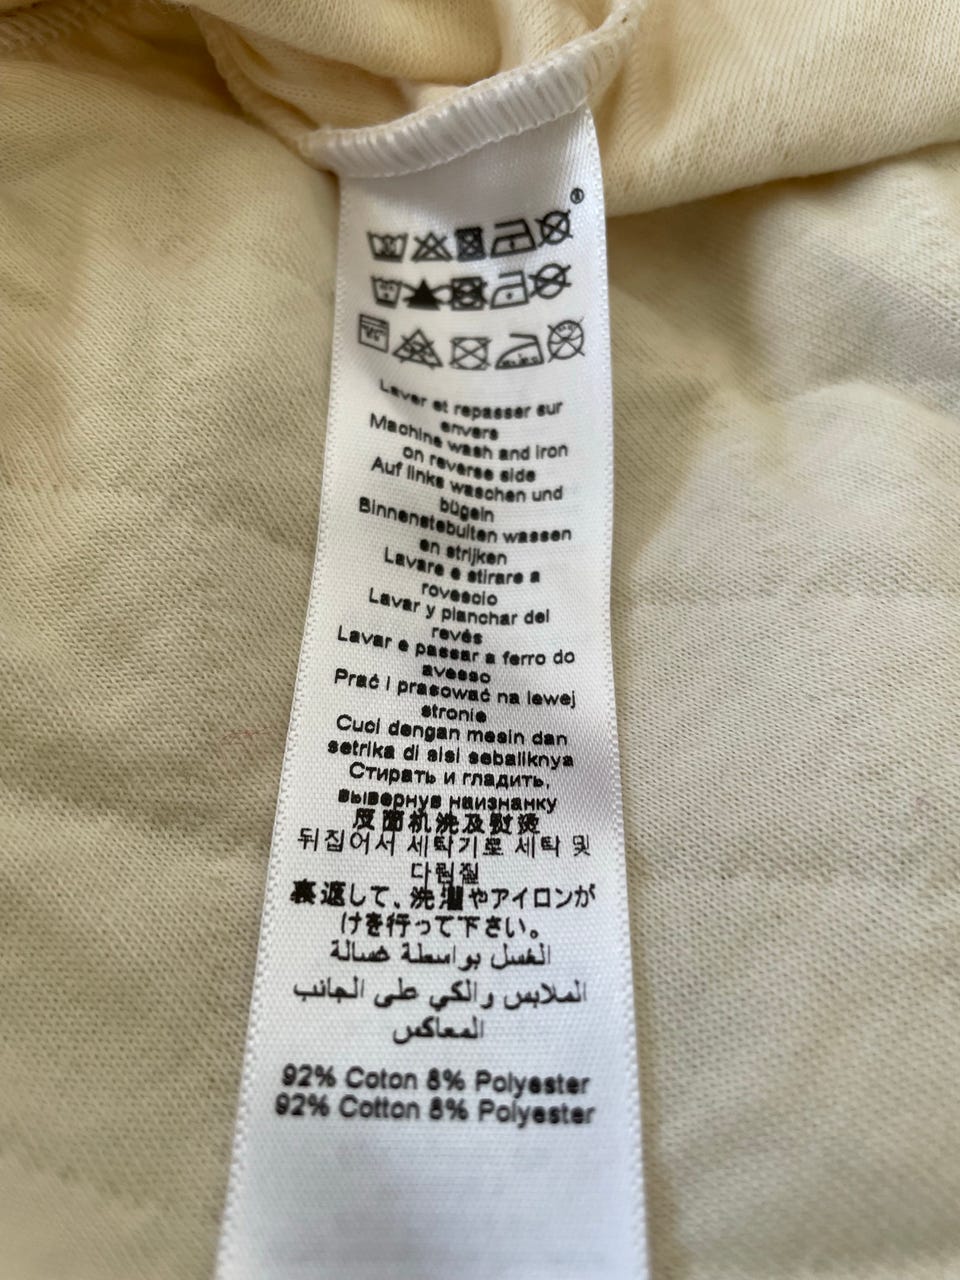 ®
Laver et repasser sur
envers
Machine wash and iron
on reverse side
Auf links waschen und
bügeln
Binnenstebuiten wassen
en strijken
Lavare e stirare a
rovescio
Lavar y planchar del
revés
Lavar e passar a ferro do
avesso
Prać i prasować na lewej
stronie
Cuci dengan mesin dan
setrika di sisi sebaliknya
Стирать и гладить,
вывернув наизнанку
反面机洗及熨烫
뒤집어서 세탁기로 세탁 및
다림질
裏返して、洗濯やアイロンが
けを行って下さい。
الغسل بواسطة غسالة
الملابس والكي على الجانب
المعاكس
92% Coton 8% Polyester
92% Cotton 8% Polyester